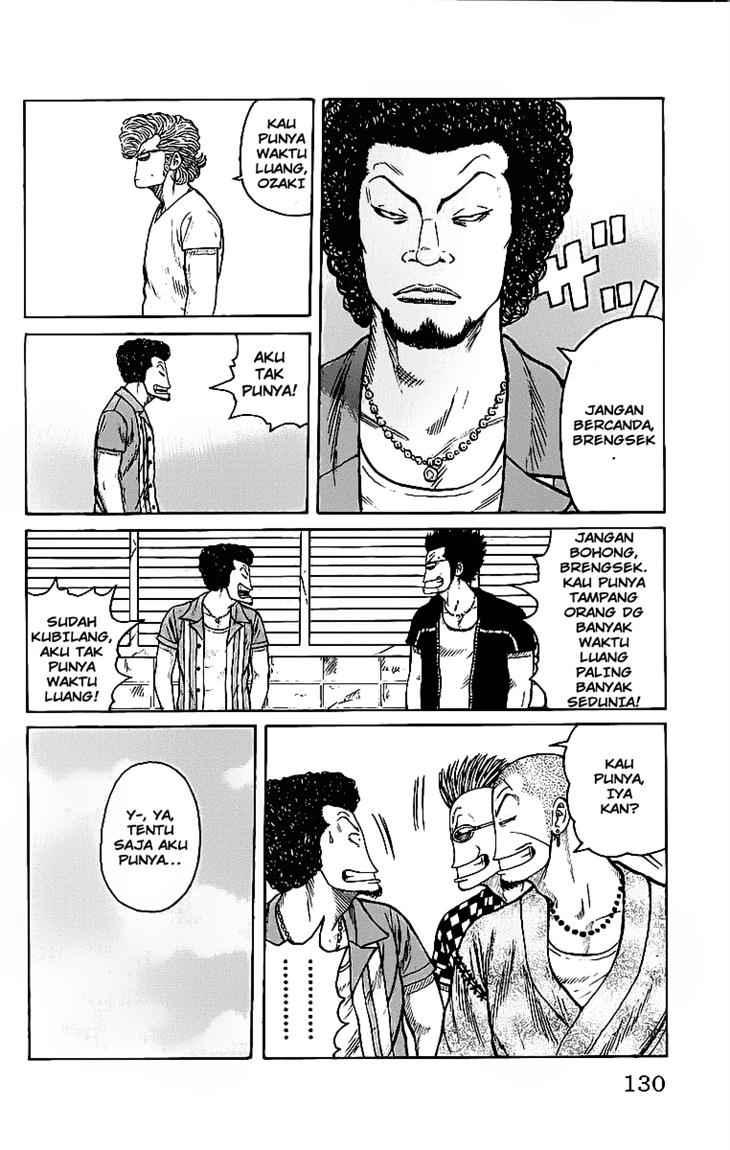 ザッ
JANGAN
BERCANDA,
BRENGSEK
.
KAU
PUNYA
WAKTU
LUANG,
OZAKI
AKU
TAK
PUNYA!
JANGAN
BOHONG,
BRENGSEK.
KAU PUNYA
TAMPANG
ORANG DG
BANYAK
WAKTU
LUANG
PALING
BANYAK
SEDUNIA!
SUDAH
KUBILANG,
AKU TAK
PUNYA
WAKTU
LUANG!
KAU
PUNYA,
IYA
KAN?
Y-, YA,
TENTU
SAJA AKU
PUNYA...
130